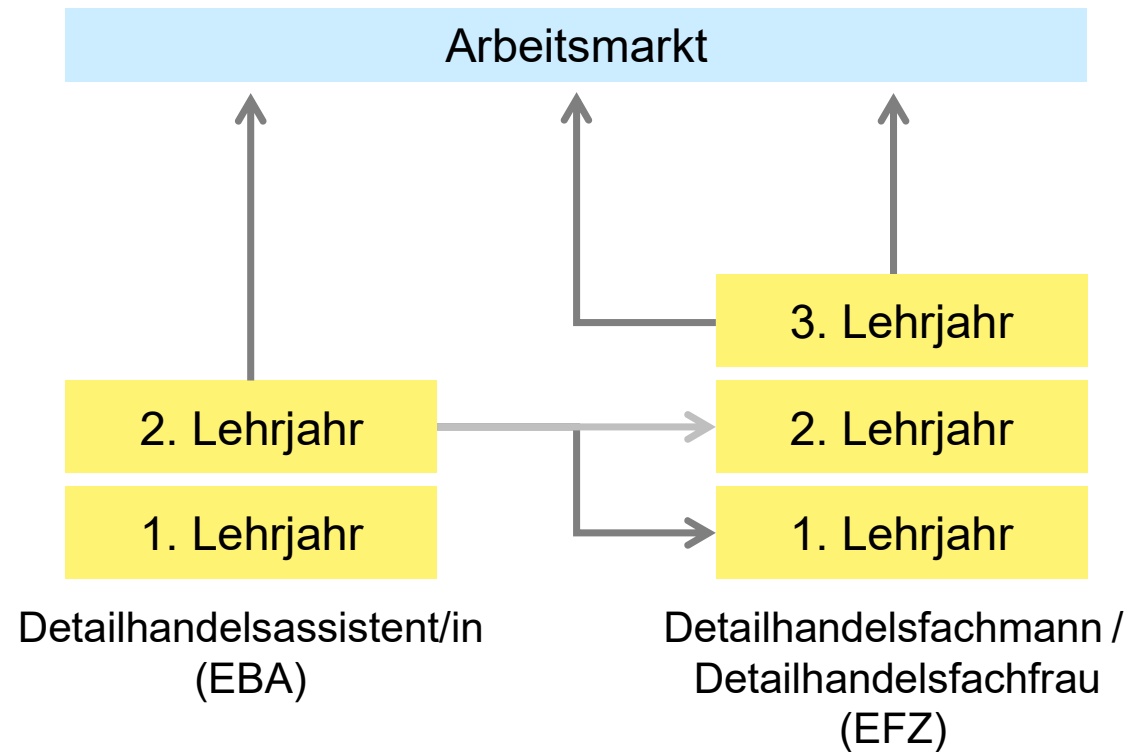 Arbeitsmarkt
3. Lehrjahr
2. Lehrjahr
2. Lehrjahr
1. Lehrjahr
1. Lehrjahr
Detailhandelsassistent/in
(EBA)
Detailhandelsfachmann /
Detailhandelsfachfrau
(EFZ)